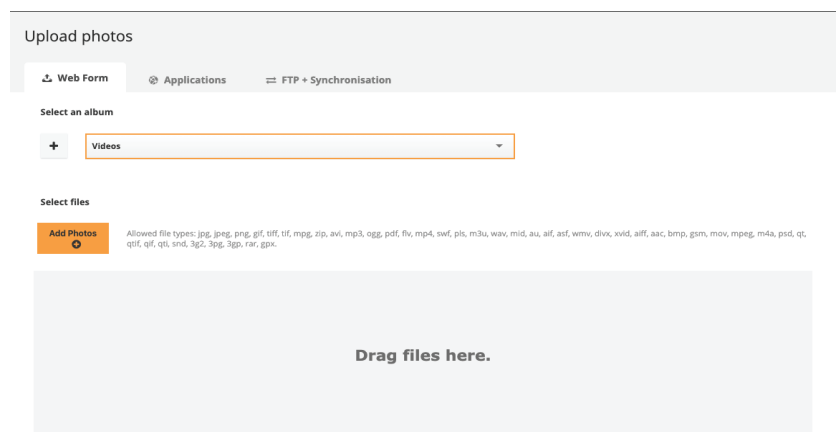 Upload photos
Web Form
Applications
FTP + Synchronisation
Select an album
+
Videos
Select files
Add Photos
Allowed file types: jpg, jpeg, png, gif, tiff, tif, mpg, zip, avi, mp3, ogg, pdf, flv, mp4, swf, pls, m3u, wav, mid, au, aif, asf, wmv, divx, xvid, aiff, aac, bmp, gsm, mov, mpeg, m4a, psd, qt,
qtif, qif, qti, snd, 3g2, 3pg, 3gp, rar, gpx.
Drag files here.